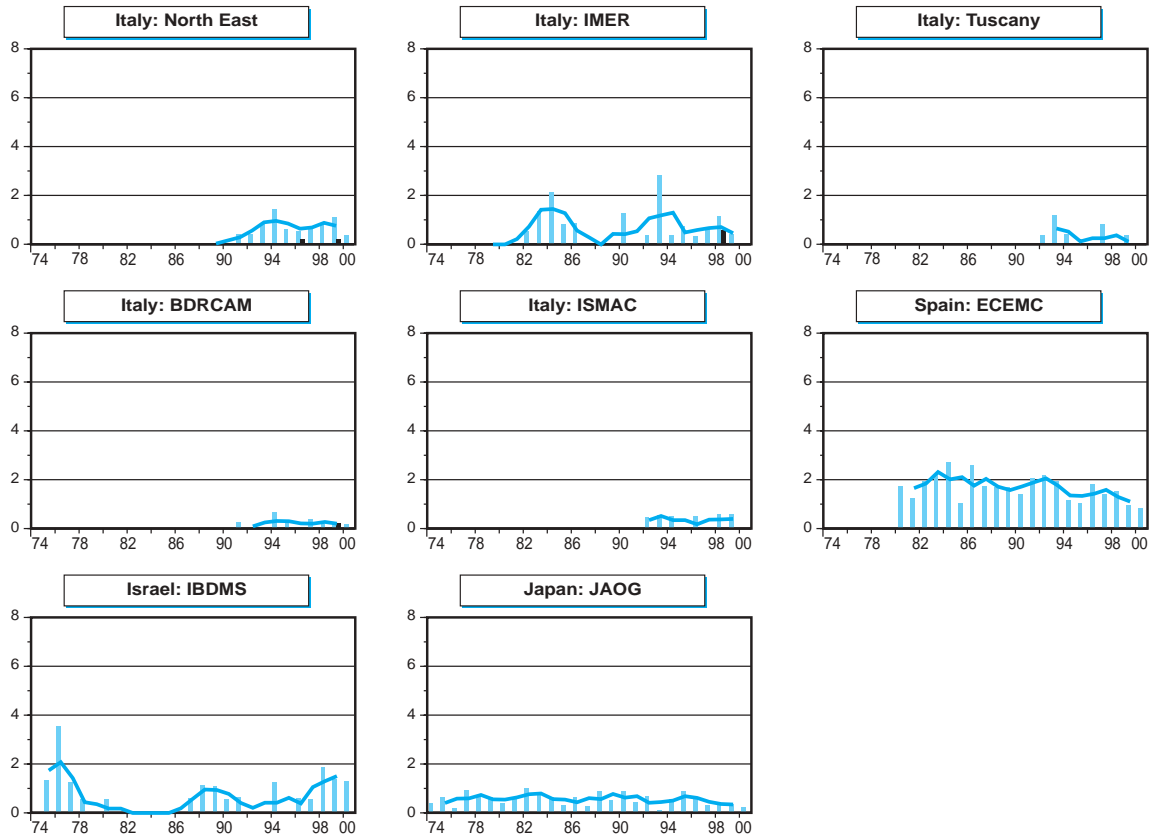 Italy: North East Italy: IMER Italy: Tuscany
8 8 8
6 6 6
4 4 4
2 2 2
0 0 0
74 78 82 86 90 94 98 00 74 78 82 86 90 94 98 00 74 78 82 86 90 94 98 00
Italy: BDRCAM Italy: ISMAC Spain: ECEMC
8 8 8
6 6 6
4 4 4
2 2 2
0 0 0
74 78 82 86 90 94 98 00 74 78 82 86 90 94 98 00 74 78 82 86 90 94 98 00
Israel: IBDMS Japan: JAOG
8 8
6 6
4 4
2 2
0 0
74 78 82 86 90 94 98 00 74 78 82 86 90 94 98 00